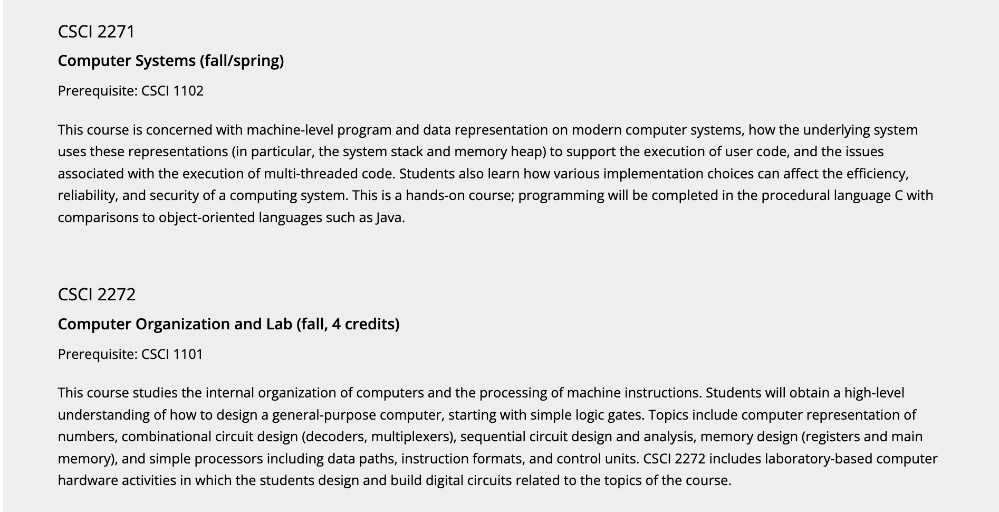 CSCI 2271
Computer Systems (fall/spring)
Prerequisite: CSCI 1102
This course is concerned with machine-level program and data representation on modern computer systems, how the underlying system
uses these representations (in particular, the system stack and memory heap) to support the execution of user code, and the issues
associated with the execution of multi-threaded code. Students also learn how various implementation choices can affect the efficiency,
reliability, and security of a computing system. This is a hands-on course; programming will be completed in the procedural language C with
comparisons to object-oriented languages such as Java.
CSCI 2272
Computer Organization and Lab (fall, 4 credits)
Prerequisite: CSCI 1101
This course studies the internal organization of computers and the processing of machine instructions. Students will obtain a high-level
understanding of how to design a general-purpose computer, starting with simple logic gates. Topics include computer representation of
numbers, combinational circuit design (decoders, multiplexers), sequential circuit design and analysis, memory design (registers and main
memory), and simple processors including data paths, instruction formats, and control units. CSCI 2272 includes laboratory-based computer
hardware activities in which the students design and build digital circuits related to the topics of the course.